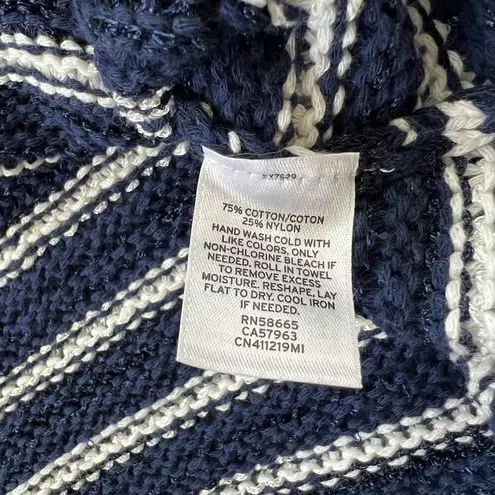 75% COTTON/COTON
25% NYLON
HAND WASH COLD WITH
LIKE COLORS, ONLY
NON-CHLORINE BLEACH IF
NEEDED. ROLL IN TOWEL
TO REMOVE EXCESS
MOISTURE. RESHAPE, LAY
FLAT TO DRY. COOL IRON
IF NEEDED.
RN58665
CA57963
CN411219MI